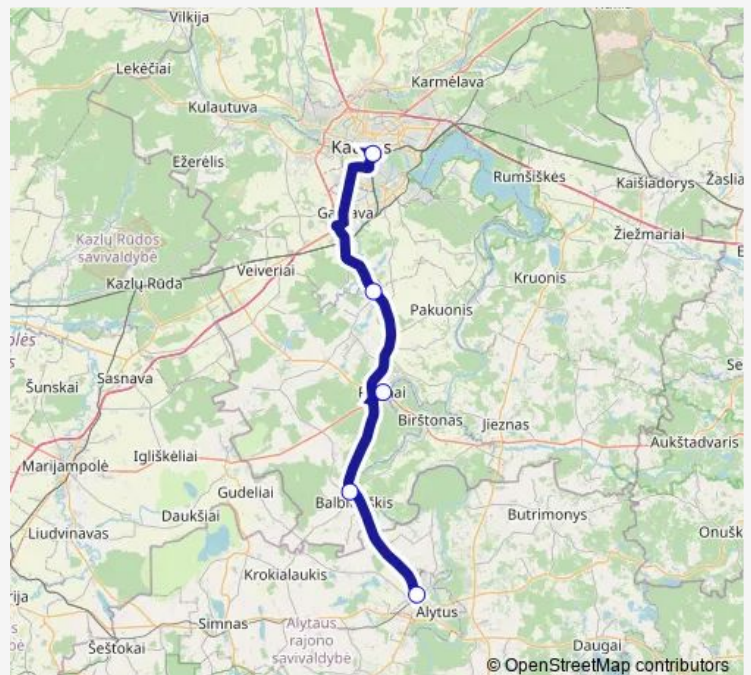 Vilkija
Lekėčiai
Karmėlava
Kulautuva
Ežerėlis
Rumšiškės
Kaišiadorys
Žasliai
Žiežmariai
Kazlų Rūdos
savivaldybė
Veiveriai
Kazlų Rūda
Kruonis
Pakuonis
Sasnava
Šunskai
Birštonas
Jieznas
Aukštadvaris
Igliškėliai
Marijampolė
Gudeliai
Butrimonys
Daukšiai
Liudvinavas
Onušk
Krokialaukis
Alytus
Simnas
Alytaus
rajono
savivaldybė
Šeštokai
Daugai
© OpenStreetMap contributors